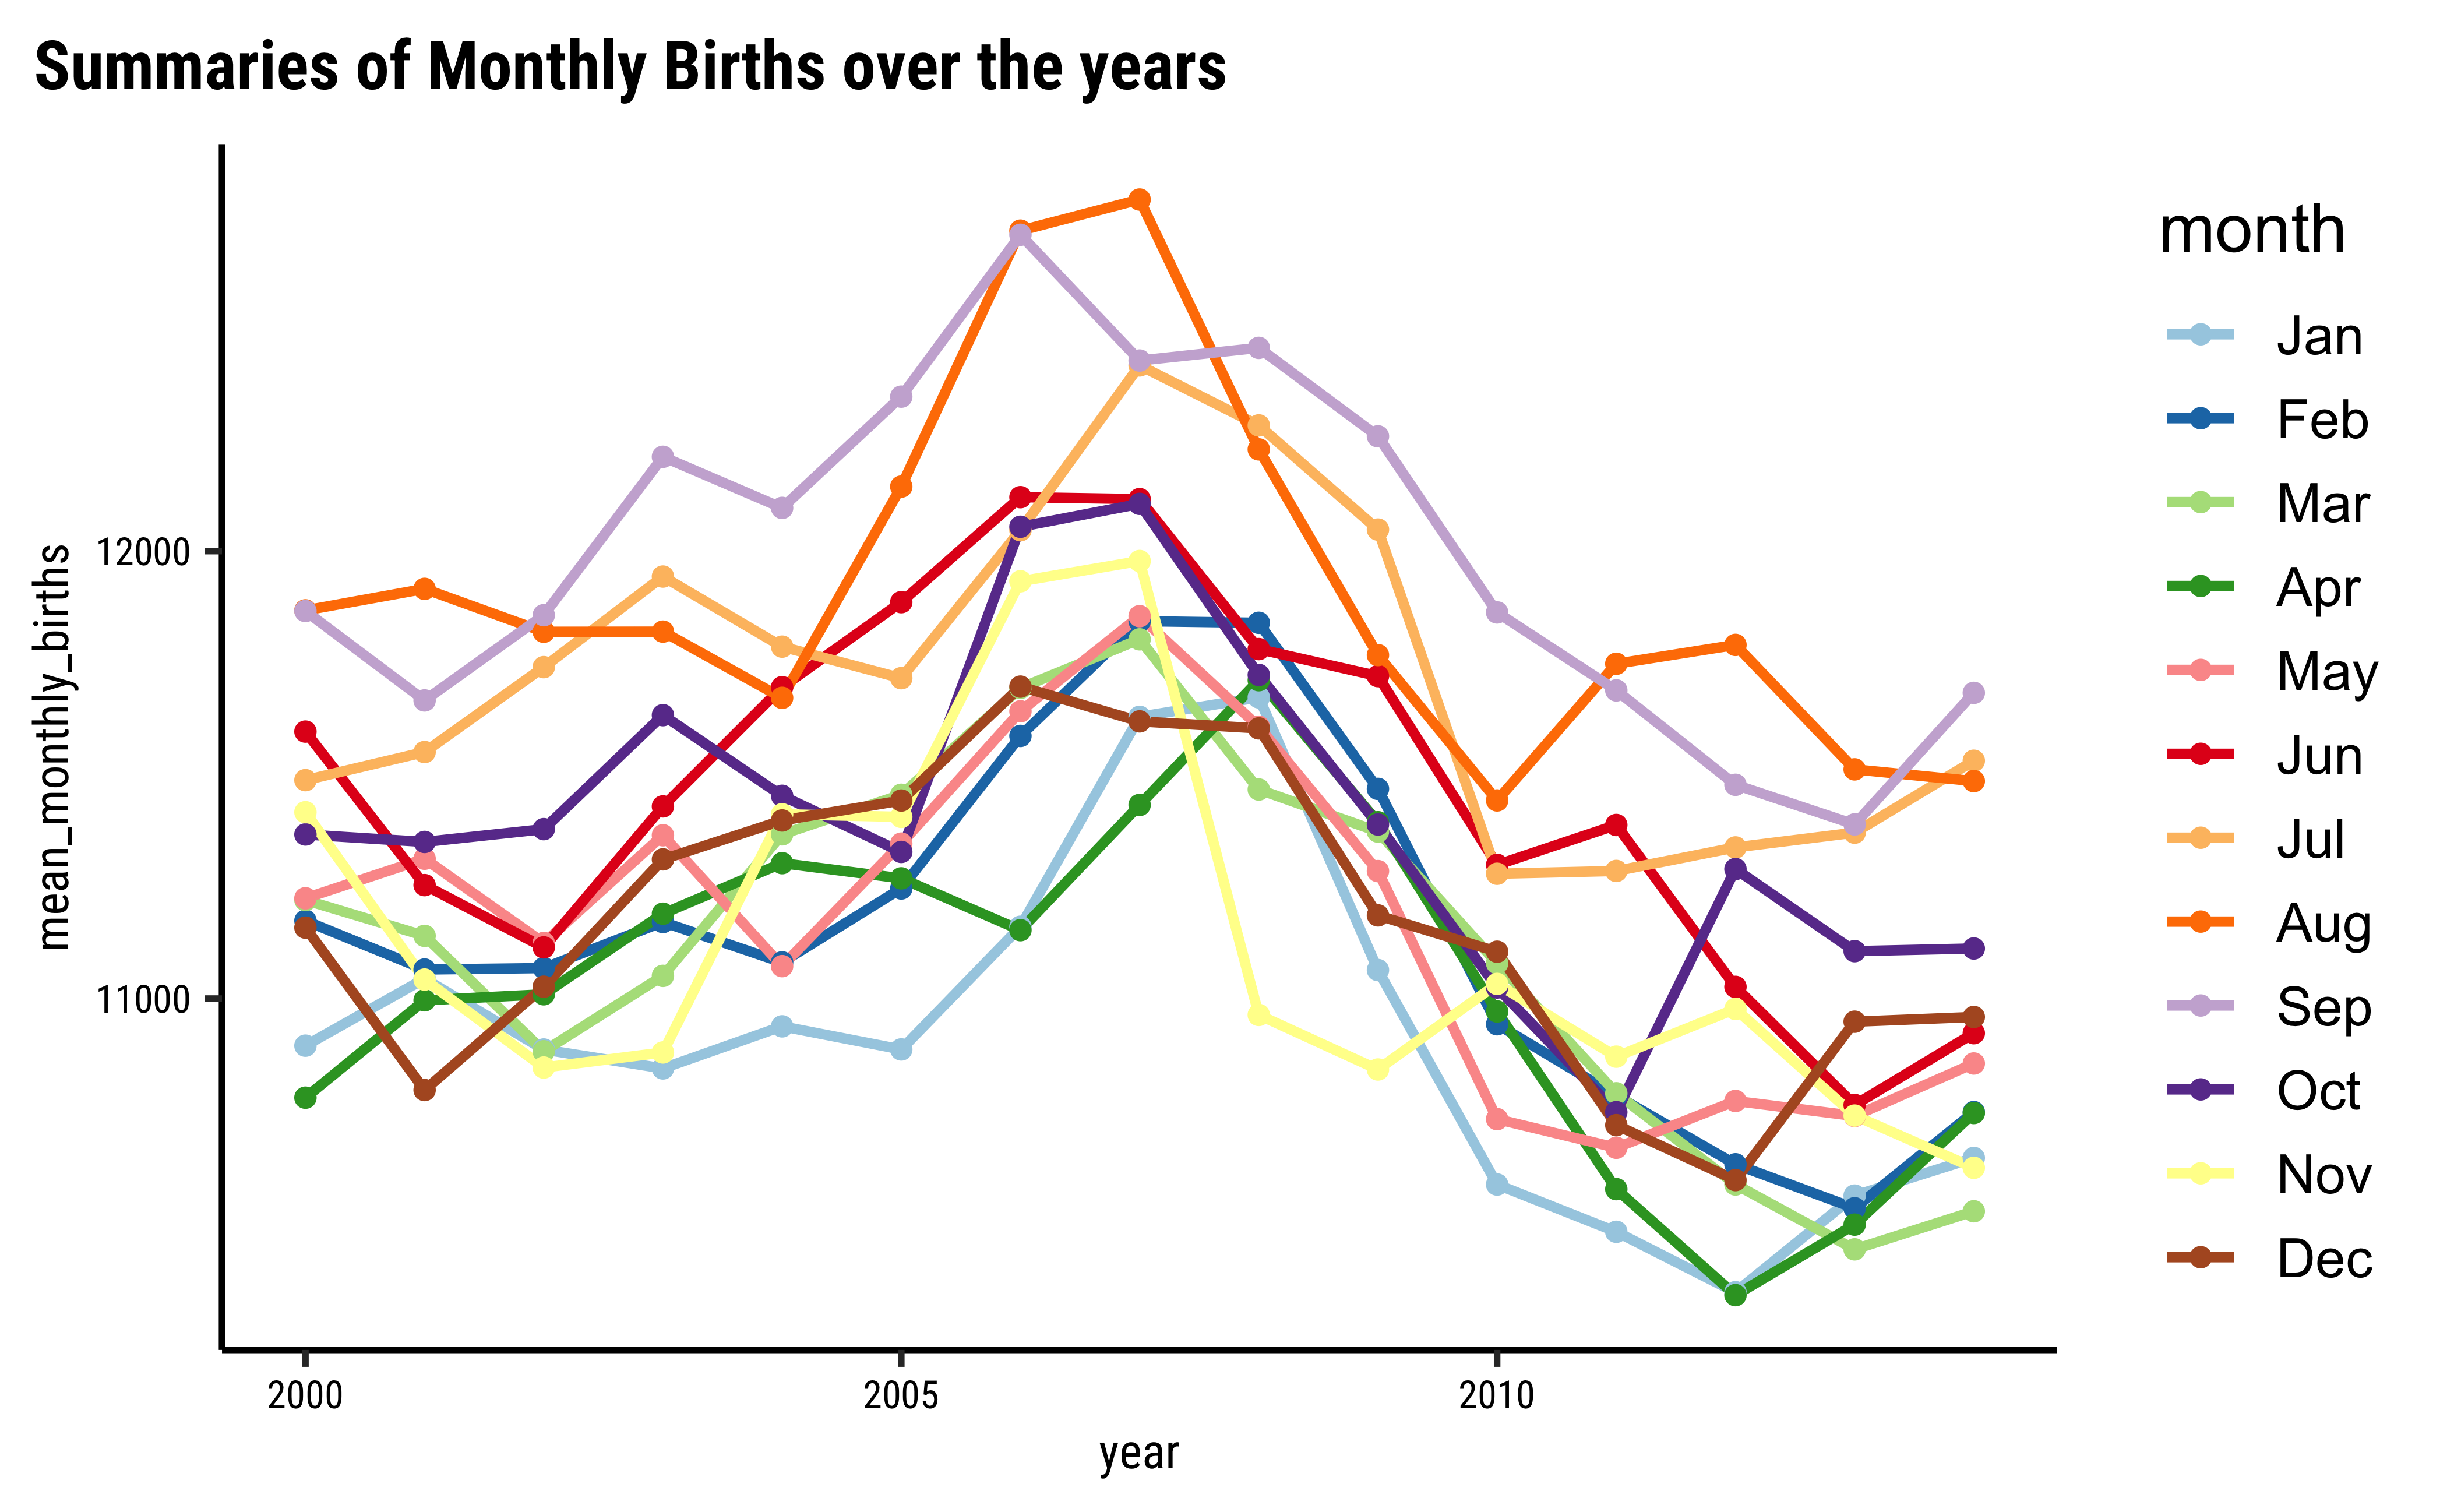 Summaries of Monthly Births over the years
mean_monthly_births
12000
11000
2000
2005
2010
year
month
Jan
Feb
Mar
Apr
May
Jun
Jul
Aug
Sep
Oct
Nov
Dec